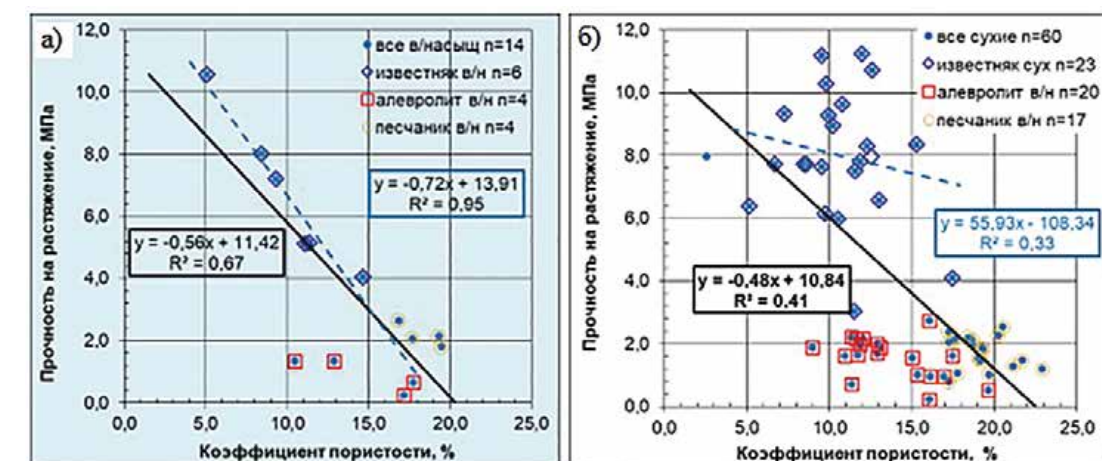 а)
12,0
10,0
8,0
6,0
4,0
2,0
0,0
0,0 5,0 10,0 15,0 20,0 25,0
Прочность на растяжение, МПа
Коэффициент пористости, %
все в/насыщ n=14
известняк в/н n=6
алевролит в/н n=4
песчаник в/н n=4
y = -0,72x + 13,91
R² = 0,95
y = -0,56x + 11,42
R² = 0,67
б)
12,0
10,0
8,0
6,0
4,0
2,0
0,0
0,0 5,0 10,0 15,0 20,0 25,0
Прочность на растяжение, МПа
Коэффициент пористости, %
все сухие n=60
известняк сух n=23
алевролит в/н n=20
песчаник в/н n=17
y = 55,93x - 108,34
R² = 0,33
y = -0,48x + 10,84
R² = 0,41